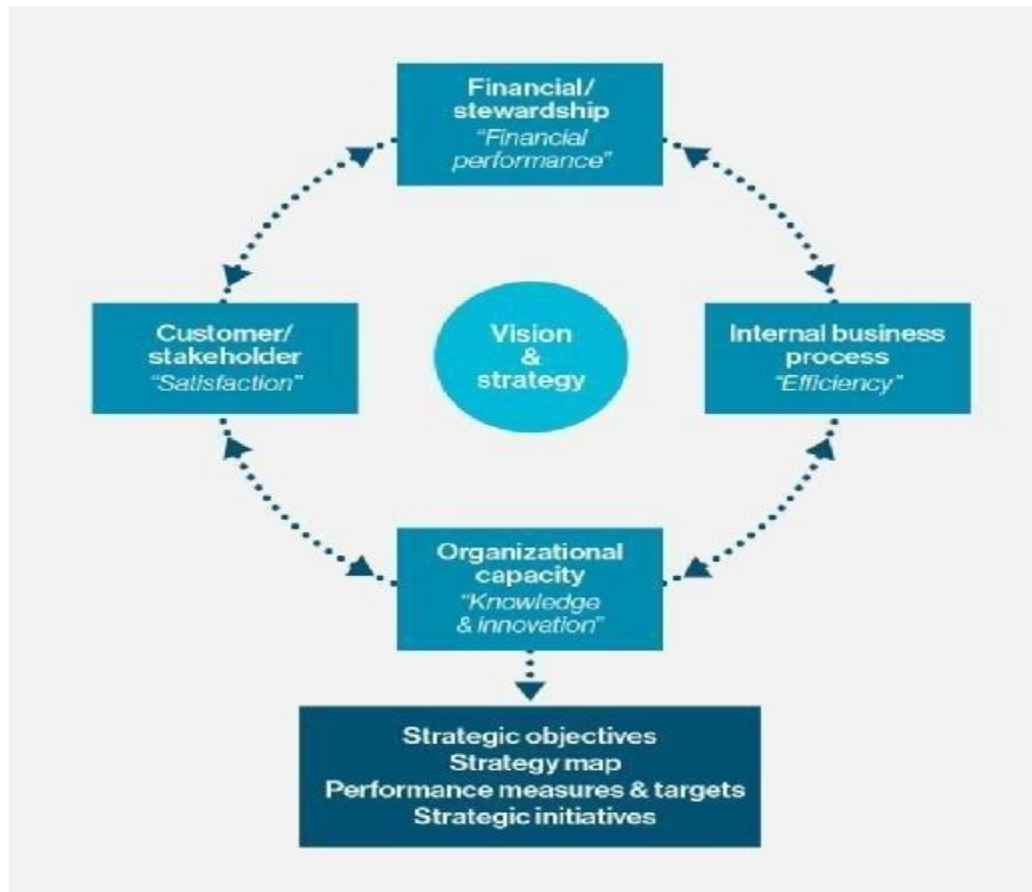 Financial/
stewardship
“Financial
performance”
Customer/
stakeholder
“Satisfaction”
Vision
&
strategy
Internal business
process
“Efficiency”
Organizational
capacity
“Knowledge
& innovation”
Strategic objectives
Strategy map
Performance measures & targets
Strategic initiatives